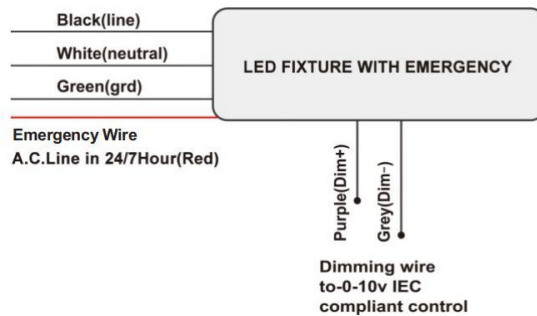 Black(line)
White(neutral)
Green(grd)
LED FIXTURE WITH EMERGENCY
Emergency Wire
A.C.Line in 24/7Hour(Red)
Purple(Dim+)
Grey(Dim-)
Dimming wire
to-0-10v IEC
compliant control